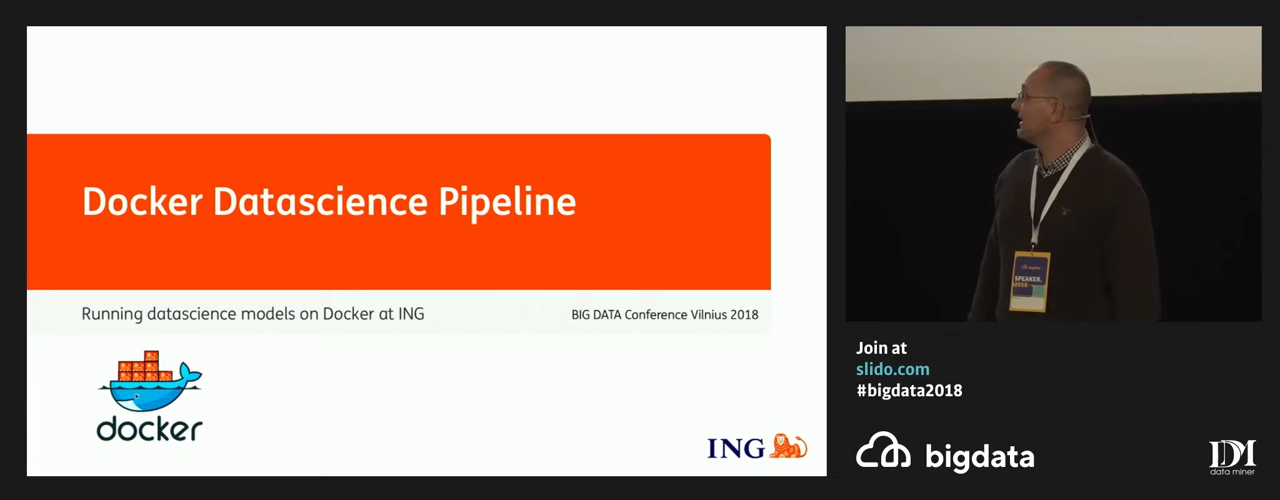 Docker Datascience Pipeline
Running datascience models on Docker at ING
BIG DATA Conference Vilnius 2018
docker
ING
SPEAKER,
2018
Join at
slido.com
#bigdata2018
bigdata
DM
data miner